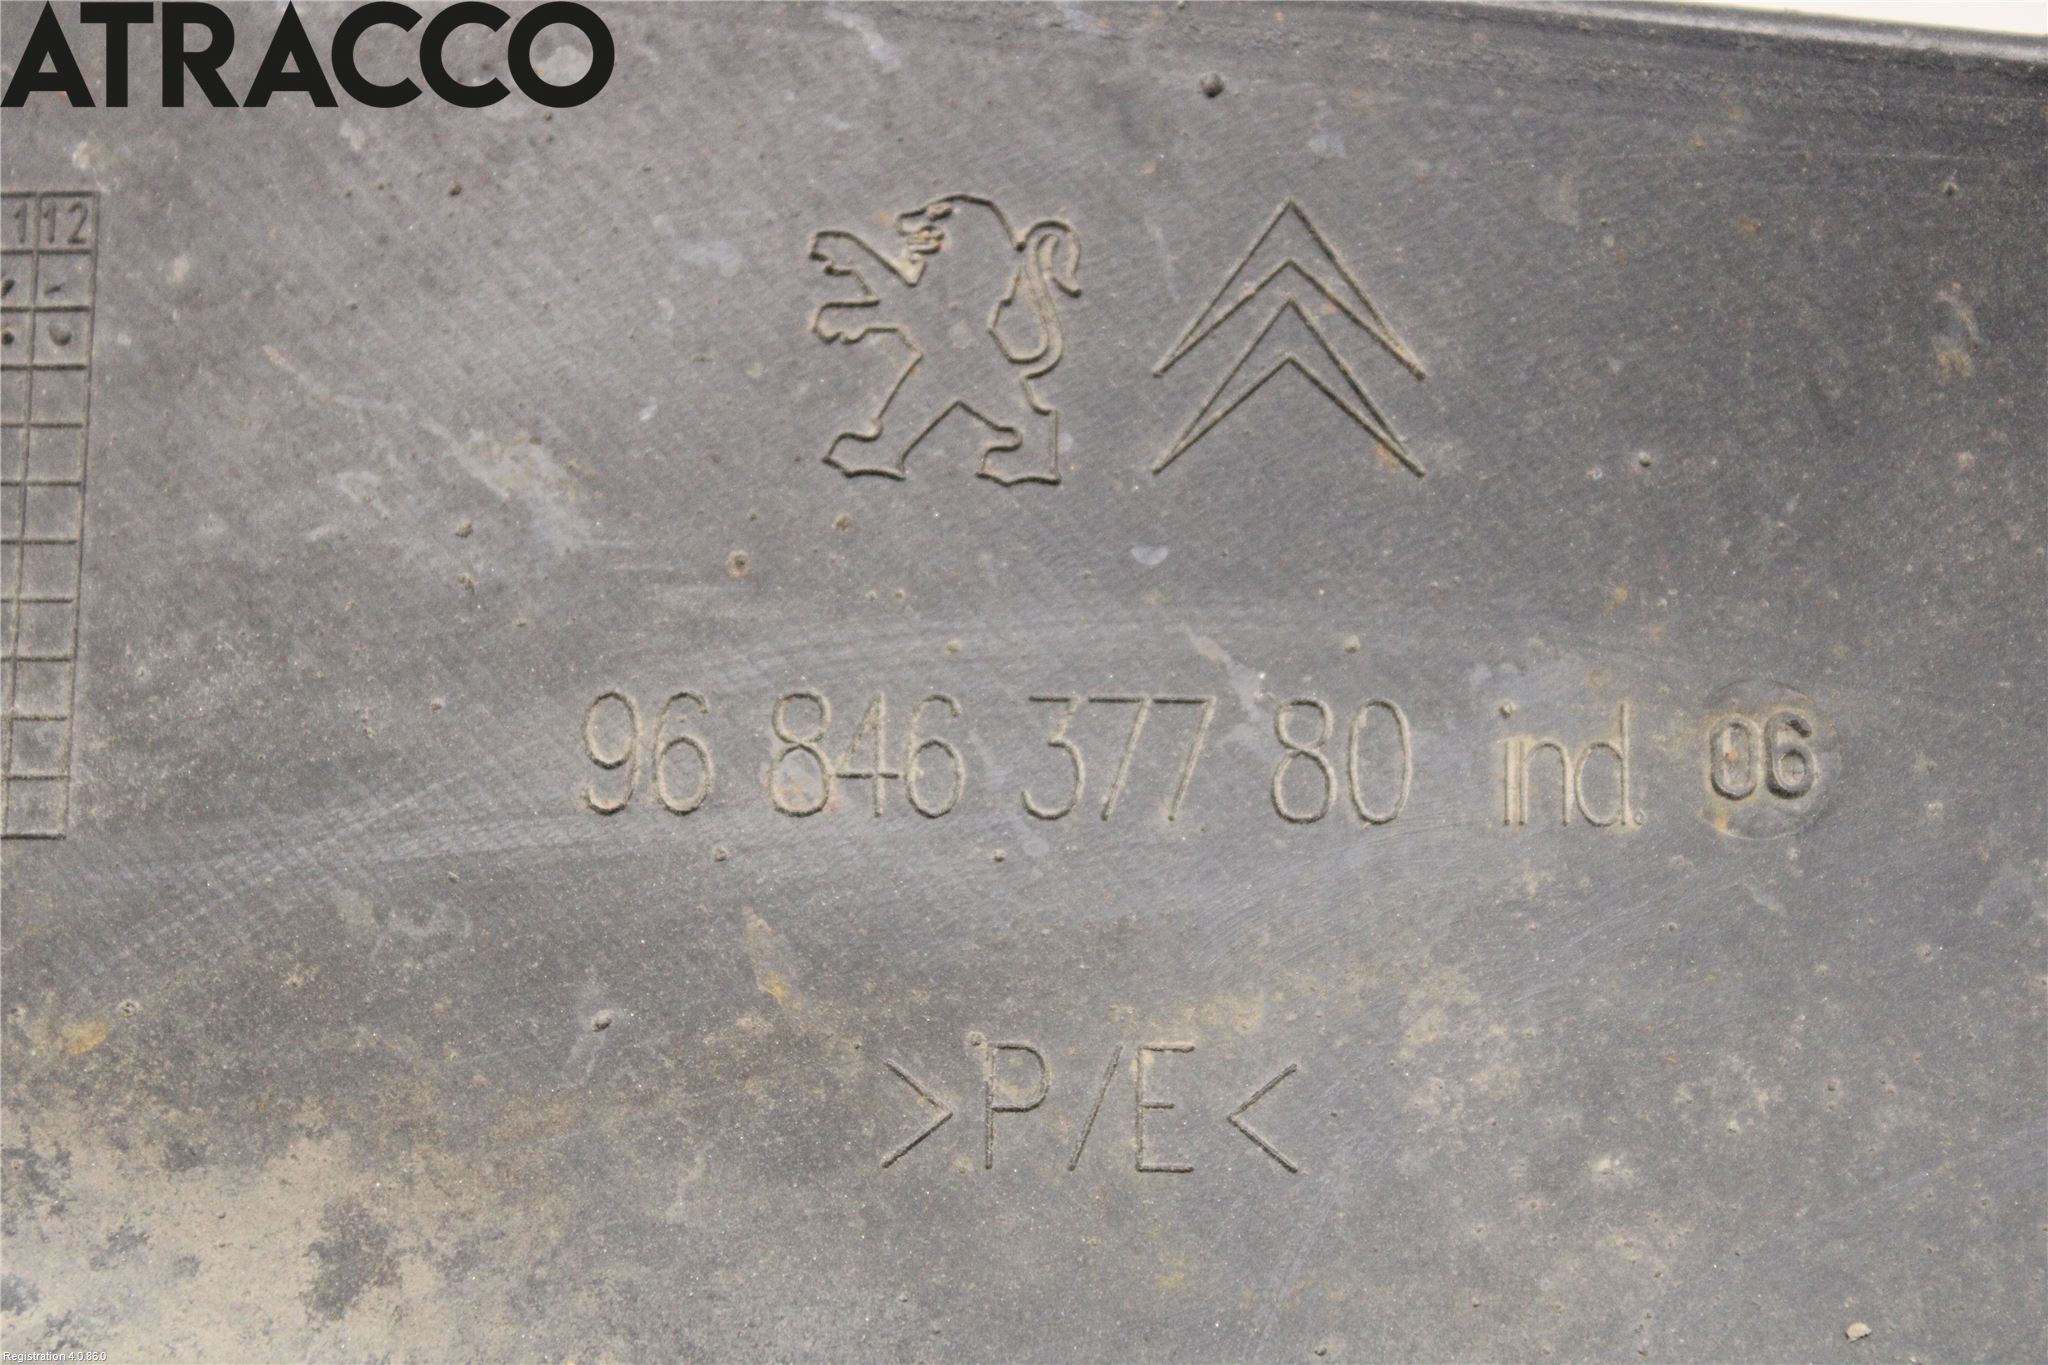 ATRACCO
12
96 846 377 80 ind. 06
>P/E<
Registration 4.0.86.0